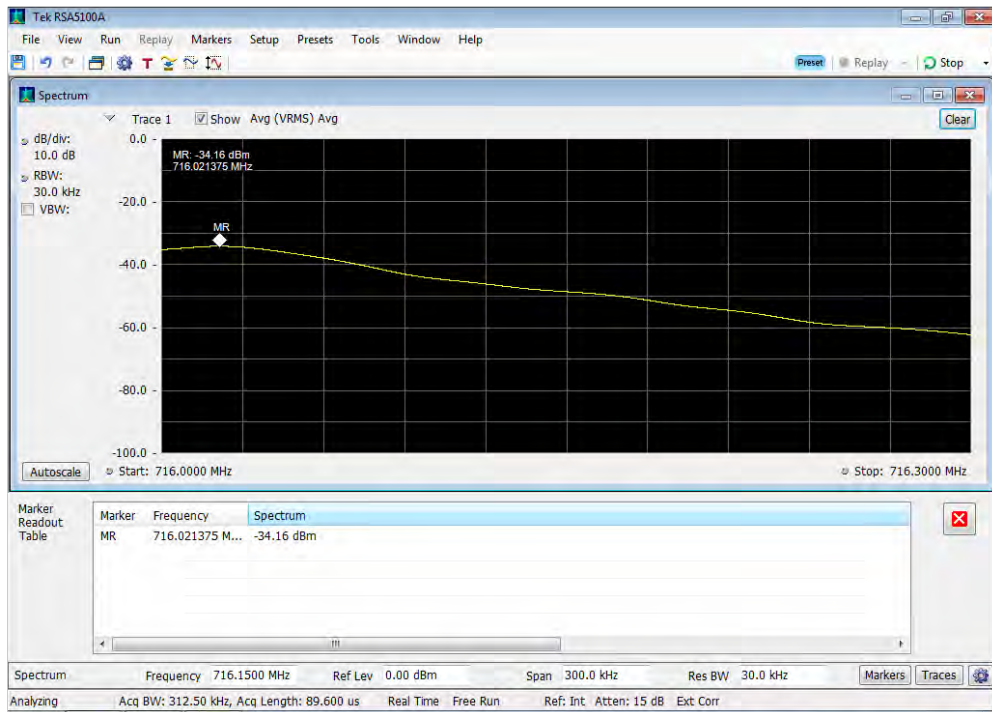 Tek RSA5100A
File View Run Replay Markers Setup Presets Tools Window Help
T Preset Replay Stop
Spectrum
Trace 1 Show Avg (VRMS) Avg Clear
dB/div: 0.0
10.0 dB
MR: -34.16 dBm
716.021375 MHz
RBW:
30.0 kHz
VBW:
-20.0
MR
-40.0
-60.0
-80.0
-100.0
Autoscale Start: 716.0000 MHz Stop: 716.3000 MHz
Marker Readout Table
Marker Frequency Spectrum
MR 716.021375 M... -34.16 dBm
Spectrum Frequency 716.1500 MHz Ref Lev 0.00 dBm Span 300.0 kHz Res BW 30.0 kHz Markers Traces
Analyzing Acq BW: 312.50 kHz, Acq Length: 89.600 us Real Time Free Run Ref: Int Atten: 15 dB Ext Corr